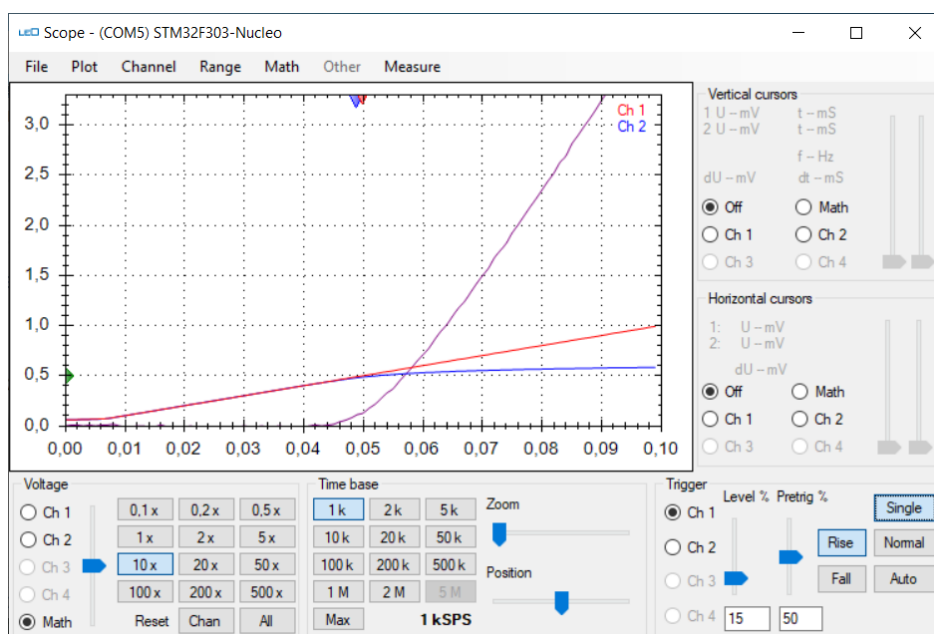 LEO Scope - (COM5) STM32F303-Nucleo
File Plot Channel Range Math Other Measure
Ch 1
Ch 2
3,0
2,5
2,0
1,5
1,0
0,5
0,0
0,00 0,01 0,02 0,03 0,04 0,05 0,06 0,07 0,08 0,09 0,10
Vertical cursors
1 U -- mV t -- mS
2 U -- mV t -- mS
f -- Hz
dU -- mV dt -- mS
Off Math
Ch 1 Ch 2
Ch 3 Ch 4
Horizontal cursors
1: U -- mV
2: U -- mV
dU -- mV
Off Math
Ch 1 Ch 2
Ch 3 Ch 4
Voltage
Ch 1 0,1 x 0,2 x 0,5 x
Ch 2 1 x 2 x 5 x
Ch 3 10 x 20 x 50 x
Ch 4 100 x 200 x 500 x
Math Reset Chan All
Time base
1 k 2 k 5 k
10 k 20 k 50 k
100 k 200 k 500 k
1 M 2 M 5 M
Max 1 kSPS
Zoom
Position
Trigger
Level % Pretrig %
Ch 1 Single
Ch 2 Rise Normal
Ch 3 Fall Auto
Ch 4 15 50